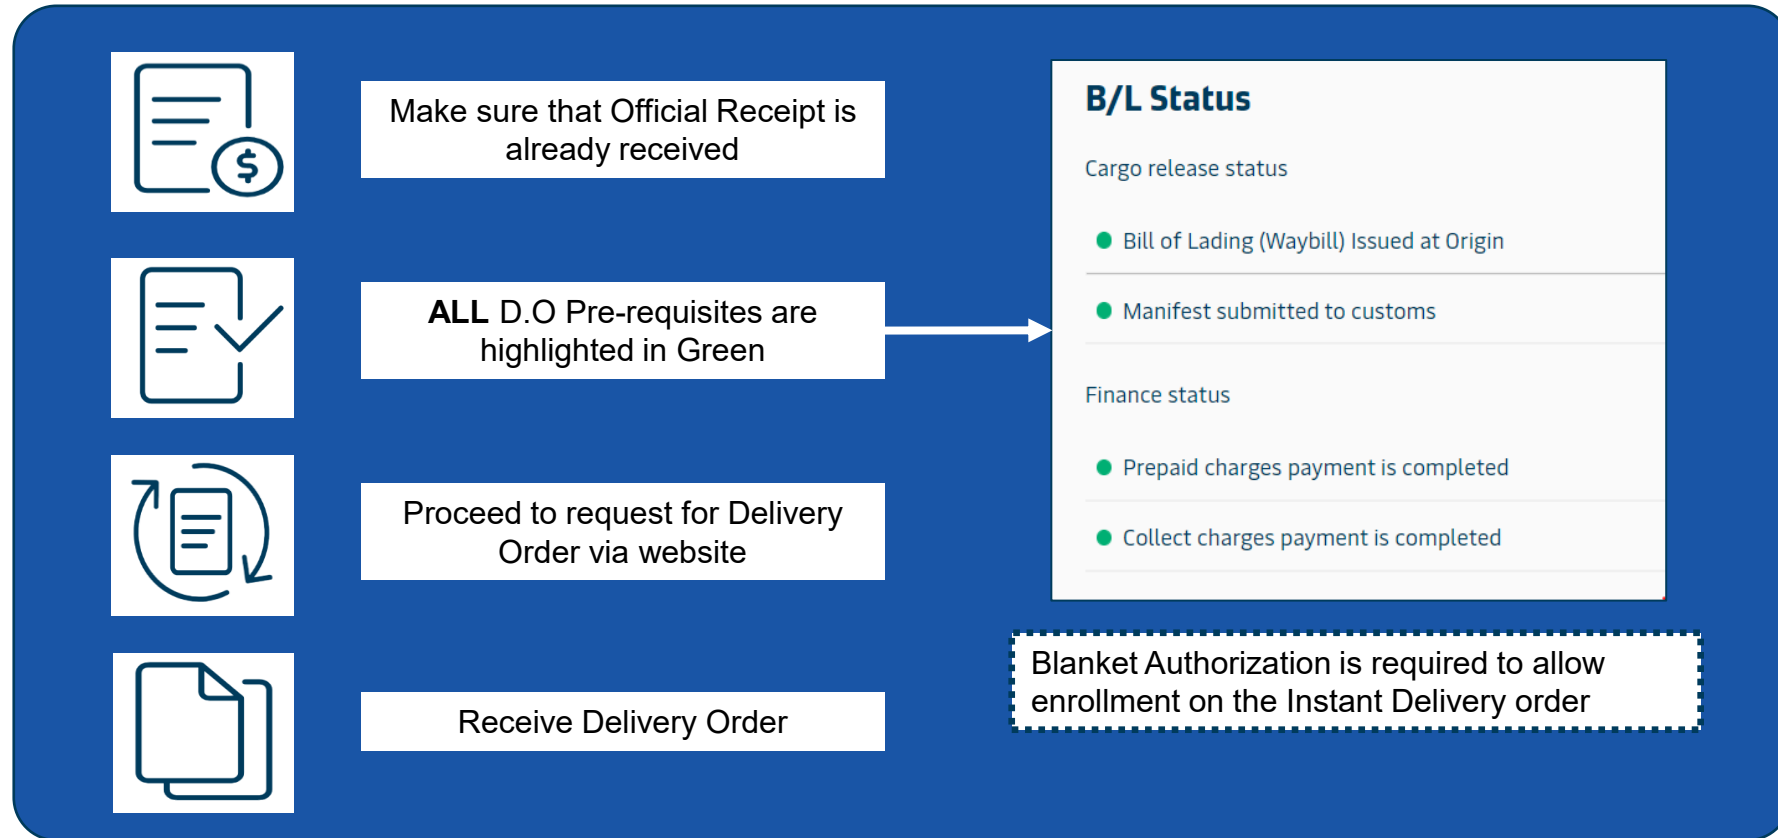 Make sure that Official Receipt is
already received
ALL D.O Pre-requisites are
highlighted in Green
Proceed to request for Delivery
Order via website
Receive Delivery Order
B/L Status
Cargo release status
Bill of Lading (Waybill) Issued at Origin
Manifest submitted to customs
Finance status
Prepaid charges payment is completed
Collect charges payment is completed
Blanket Authorization is required to allow
enrollment on the Instant Delivery order